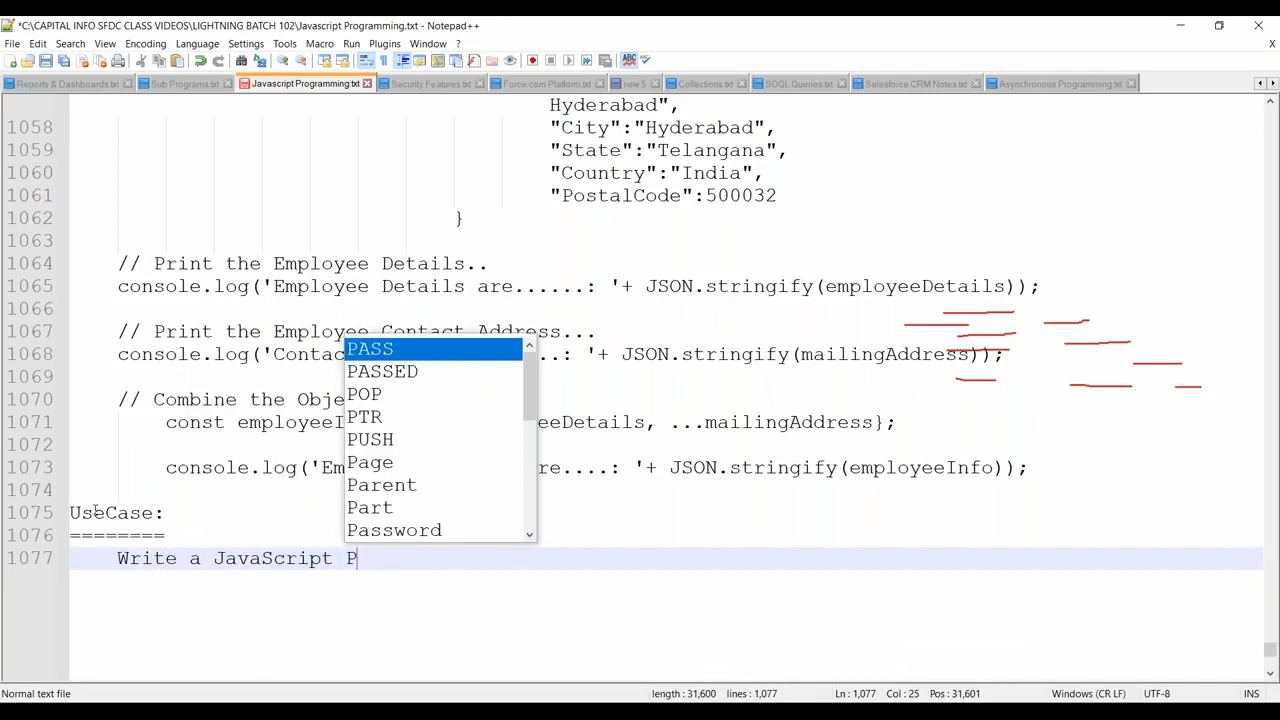 *C:\CAPITAL INFO SFDC CLASS VIDEOS\LIGHTNING BATCH 102\Javascript Programming.txt - Notepad++
File Edit Search View Encoding Language Settings Tools Macro Run Plugins Window ?
X
Reports & Dashboards.txt Sub Programs.txt Javascript Programming.txt Security Features.txt Force.com Platform.txt new 5 Collections.txt SOQL Queries.txt Salesforce CRM Notes.txt Asynchronous Programming.txt
Hyderabad",
1058 "City":"Hyderabad",
1059 "State":"Telangana",
1060 "Country":"India",
1061 "PostalCode":500032
1062 }
1063
1064 // Print the Employee Details..
1065 console.log('Employee Details are......: '+ JSON.stringify(employeeDetails));
1066
1067 // Print the Employee Contact Address...
1068 console.log('Contac ..: '+ JSON.stringify(mailingAddress));
1069
1070 // Combine the Obje
1071 const employeeI eeDetails, ...mailingAddress};
1072
1073 console.log('Em re....: '+ JSON.stringify(employeeInfo));
1074
1075 UseCase:
1076 ========
1077 Write a JavaScript P
PASS
PASSED
POP
PTR
PUSH
Page
Parent
Part
Password
Normal text file length : 31,600 lines : 1,077 Ln : 1,077 Col : 25 Pos : 31,601 Windows (CR LF) UTF-8 INS